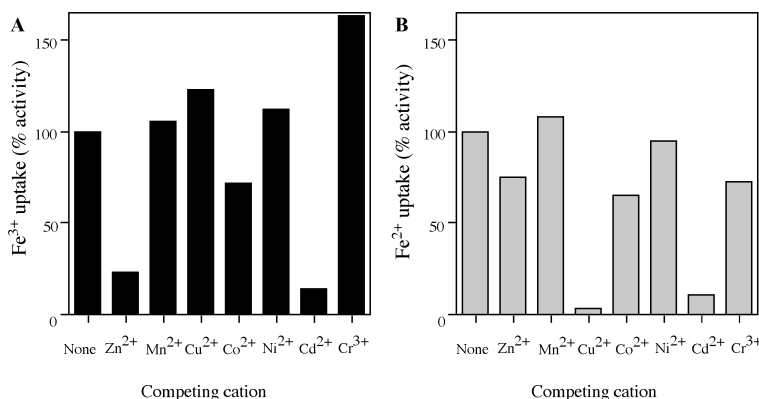 A
Fe3+ uptake (% activity)
150
100
50
0
None Zn2+ Mn2+ Cu2+ Co2+ Ni2+ Cd2+ Cr3+
Competing cation
B
Fe2+ uptake (% activity)
150
100
50
0
None Zn2+ Mn2+ Cu2+ Co2+ Ni2+ Cd2+ Cr3+
Competing cation